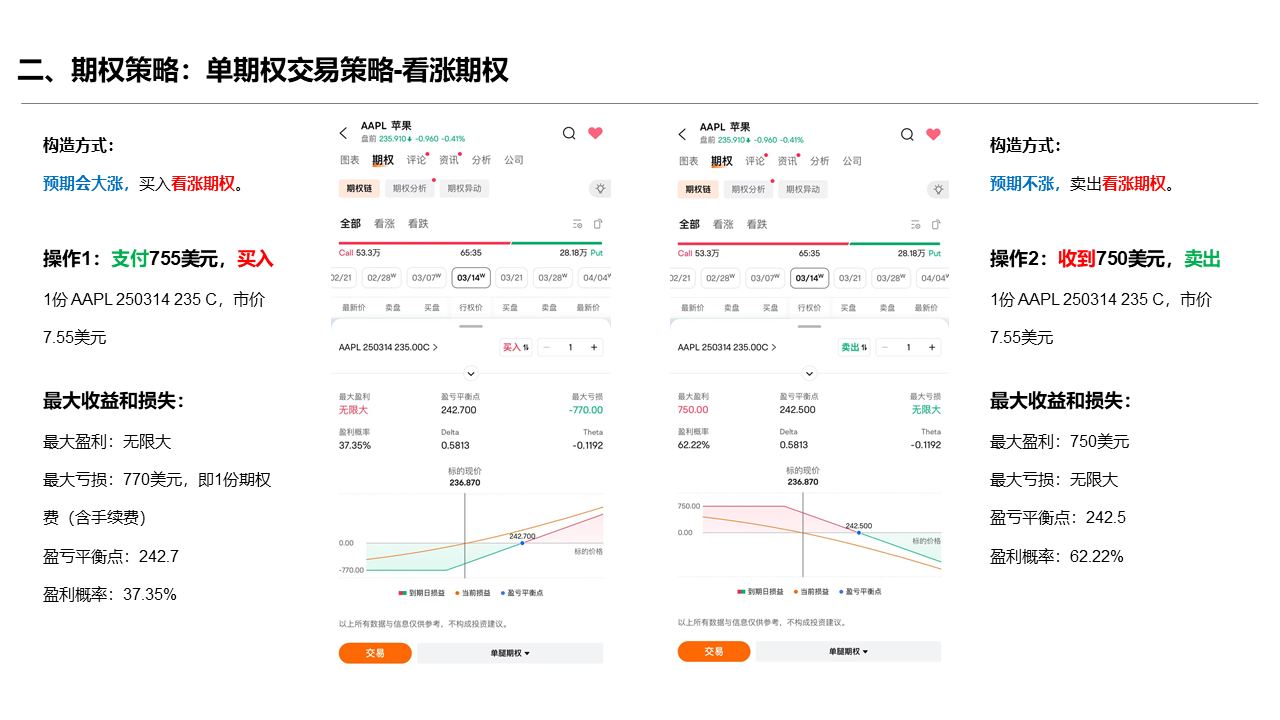 二、期权策略：单期权交易策略-看涨期权
构造方式：
预期会大涨，买入看涨期权。
操作1：支付755美元，买入
1份 AAPL 250314 235 C，市价
7.55美元
最大收益和损失：
最大盈利：无限大
最大亏损：770美元，即1份期权
费（含手续费）
盈亏平衡点：242.7
盈利概率：37.35%
AAPL 苹果
盘前 235.910 -0.960 -0.41%
图表 期权 评论 资讯 分析 公司
期权链 期权分析 期权异动
全部 看涨 看跌
Call 53.3万 65:35 28.18万 Put
02/21 02/28W 03/07W 03/14W 03/21 03/28W 04/04W
最新价 卖盘 买盘 行权价 买盘 卖盘 最新价
AAPL 250314 235.00C 买入 1
最大盈利 盈亏平衡点 最大亏损
无限大 242.700 -770.00
盈利概率 Delta Theta
37.35% 0.5813 -0.1192
标的现价
236.870
242.700
0.00
标的价格
-770.00
到期日损益 当前损益 盈亏平衡点
以上所有数据与信息仅供参考，不构成投资建议。
交易 单腿期权
AAPL 苹果
盘前 235.910 -0.960 -0.41%
图表 期权 评论 资讯 分析 公司
期权链 期权分析 期权异动
全部 看涨 看跌
Call 53.3万 65:35 28.18万 Put
02/21 02/28W 03/07W 03/14W 03/21 03/28W 04/04W
最新价 卖盘 买盘 行权价 买盘 卖盘 最新价
AAPL 250314 235.00C 卖出 1
最大盈利 盈亏平衡点 最大亏损
750.00 242.500 无限大
盈利概率 Delta Theta
62.22% 0.5813 -0.1192
标的现价
236.870
750.00
242.500
0.00
标的价格
到期日损益 当前损益 盈亏平衡点
以上所有数据与信息仅供参考，不构成投资建议。
交易 单腿期权
构造方式：
预期不涨，卖出看涨期权。
操作2：收到750美元，卖出
1份 AAPL 250314 235 C，市价
7.55美元
最大收益和损失：
最大盈利：750美元
最大亏损：无限大
盈亏平衡点：242.5
盈利概率：62.22%